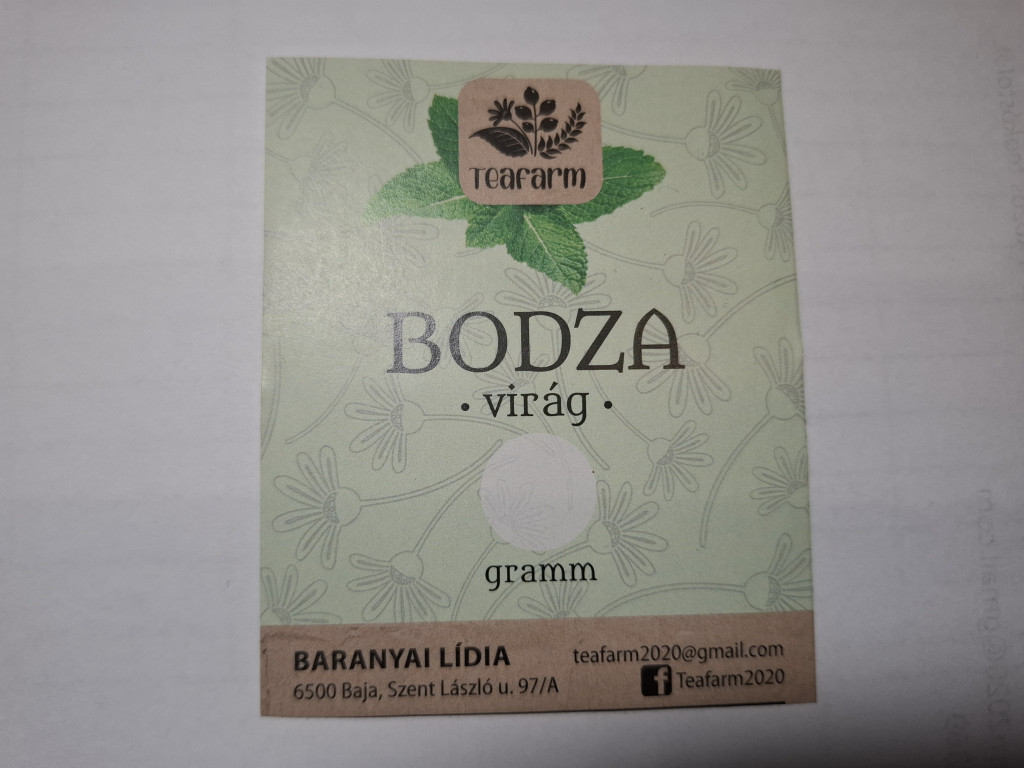 Teafarm
BODZA
• virág •
gramm
BARANYAI LÍDIA
6500 Baja, Szent László u. 97/A
teafarm2020@gmail.com
Teafarm2020